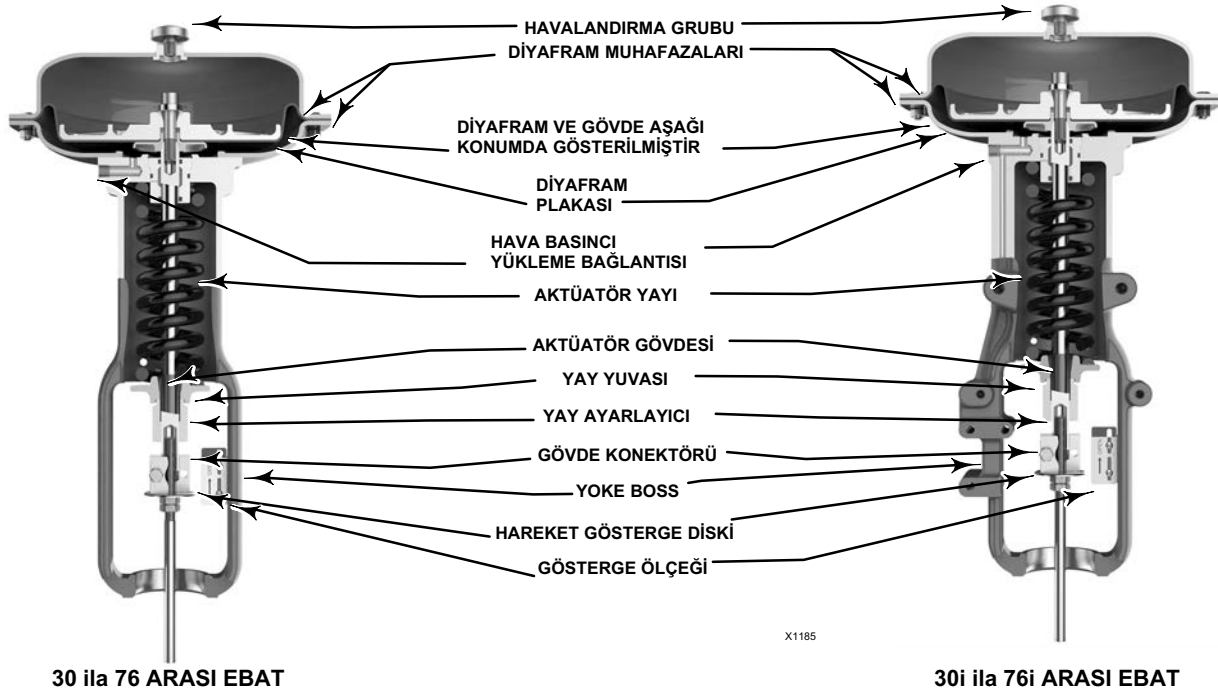 HAVALANDIRMA GRUBU
DİYAFRAM MUHAFAZALARI
DİYAFRAM VE GÖVDE AŞAĞI
KONUMDA GÖSTERİLMİŞTİR
DİYAFRAM
PLAKASI
HAVA BASINCI
YÜKLEME BAĞLANTISI
AKTÜATÖR YAYI
AKTÜATÖR GÖVDESİ
YAY YUVASI
YAY AYARLAYICI
GÖVDE KONEKTÖRÜ
YOKE BOSS
HAREKET GÖSTERGE DİSKİ
GÖSTERGE ÖLÇEĞİ
X1185
30 ila 76 ARASI EBAT
30i ila 76i ARASI EBAT